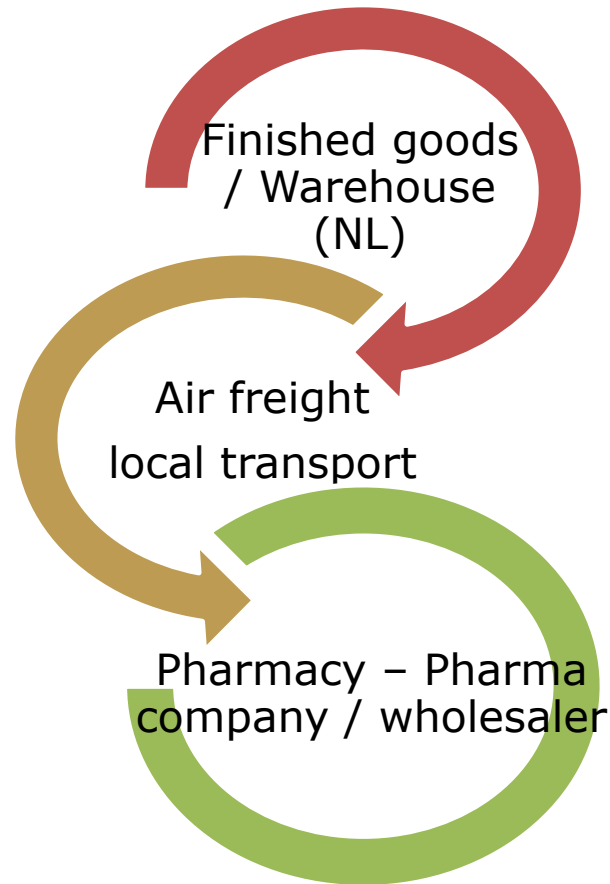 Finished goods
/ Warehouse
(NL)
Air freight
local transport
Pharmacy – Pharma
company / wholesaler